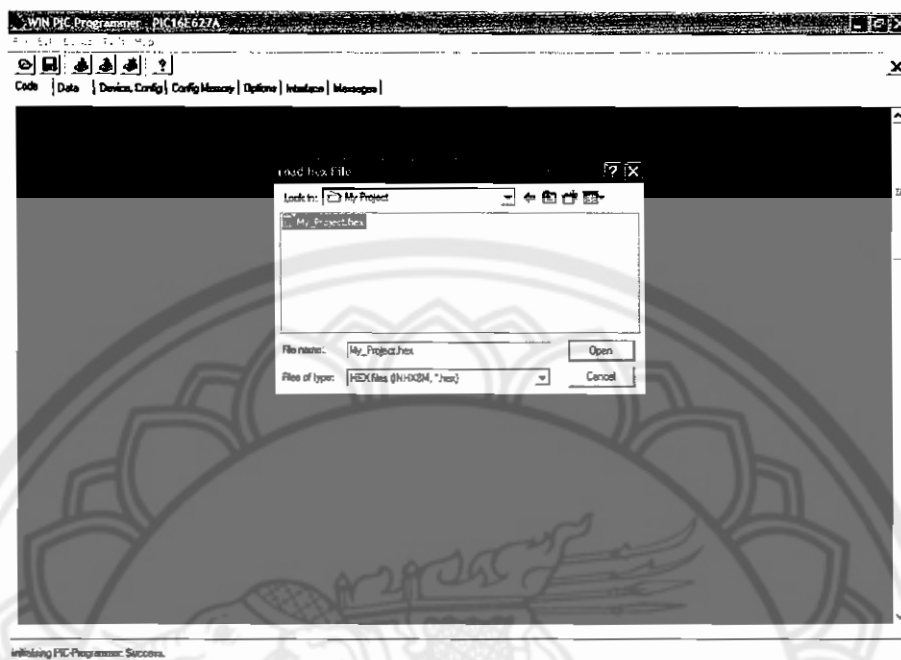 WIN PIC Programmer - PIC16F627A
Code Data Device, Config Config Memory Options Interface Messages
Load hex File
Look in: My Project
My_Project.hex
File name: My_Project.hex Open
Files of type: HEX files (INHX8M, *.hex) Cancel
Initialising PIC-Programmer: Success.